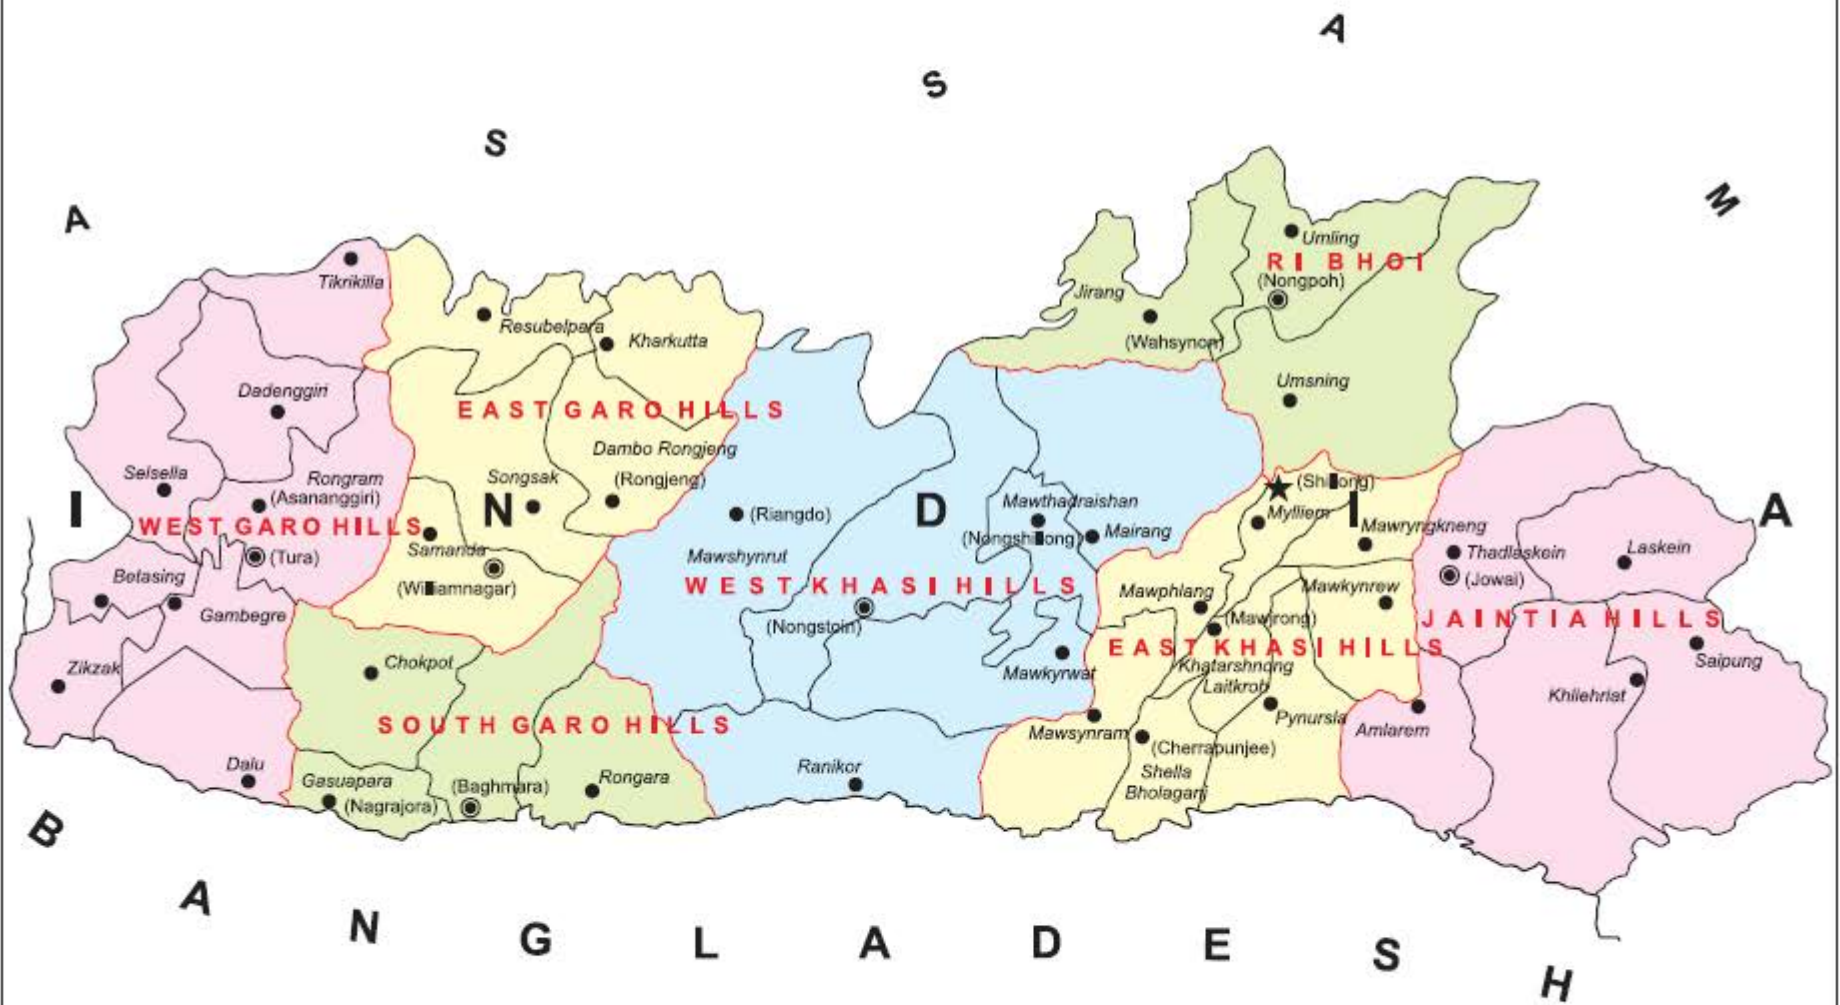 A S S A M
I N D I A
B A N G L A D E S H
WEST GARO HILLS
Tikrikilla
Dadenggiri
Selsella
Rongram
(Asananggiri)
(Tura)
Betasing
Gambegre
Zikzak
Dalu
EAST GARO HILLS
Resubelpara
Kharkutta
Dambo Rongjeng
(Rongjeng)
Songsak
Samanda
(Williamnagar)
SOUTH GARO HILLS
Chokpot
Gasuapara
(Nagrajora)
(Baghmara)
Rongara
WEST KHASI HILLS
(Riangdo)
Mawshynrut
Mawthadraishan
(Nongshillong)
Mairang
(Nongstoin)
Mawkyrwat
Ranikor
RI BHOI
Umling
(Nongpoh)
Jirang
(Wahsynon)
Umsning
EAST KHASI HILLS
(Shillong)
Mylliem
Mawryngkneng
Mawphlang
Mawkynrew
(Mawjrong)
Khatarshnong
Laitkroh
Pynursla
Mawsynram
(Cherrapunjee)
Shella
Bholaganj
JAINTIA HILLS
Thadlaskein
(Jowai)
Laskein
Saipung
Khliehriat
Amlarem